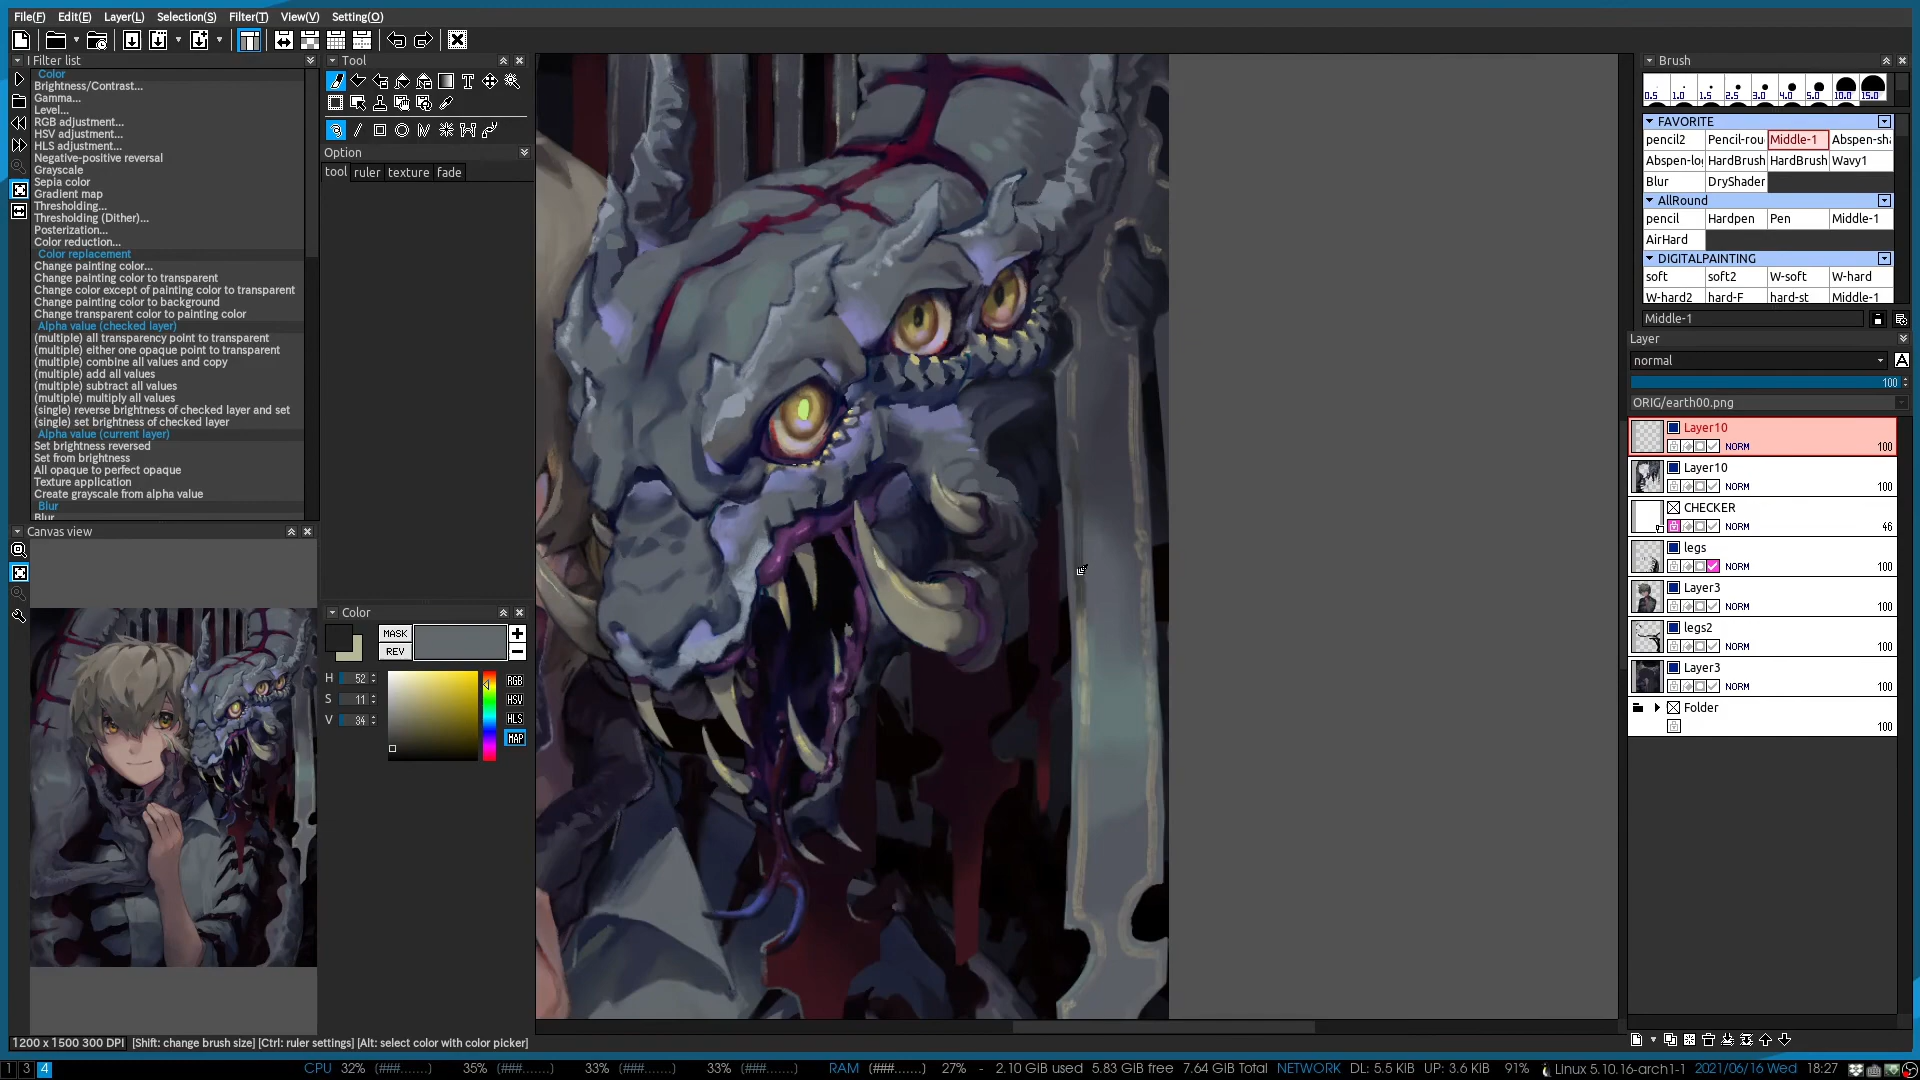 File(F) Edit(E) Layer(L) Selection(S) Filter(T) View(V) Setting(O)
Filter list
Color
Brightness/Contrast...
Gamma...
Level...
RGB adjustment...
HSV adjustment...
HLS adjustment...
Negative-positive reversal
Grayscale
Sepia color
Gradient map
Thresholding...
Thresholding (Dither)...
Posterization...
Color reduction...
Color replacement
Change painting color...
Change painting color to transparent
Change color except of painting color to transparent
Change painting color to background
Change transparent color to painting color
Alpha value (checked layer)
(multiple) all transparency point to transparent
(multiple) either one opaque point to transparent
(multiple) combine all values and copy
(multiple) add all values
(multiple) subtract all values
(multiple) multiply all values
(single) reverse brightness of checked layer and set
(single) set brightness of checked layer
Alpha value (current layer)
Set brightness reversed
Set from brightness
All opaque to perfect opaque
Texture application
Create grayscale from alpha value
Blur
Blur
Canvas view
Tool
Option
tool ruler texture fade
Color
MASK
REV
H 52
S 11
V 34
RGB
HSV
HLS
MAP
Brush
0.5 1.0 1.5 2.5 3.0 4.0 5.0 10.0 15.0
FAVORITE
pencil2 Pencil-rou Middle-1 Abspen-sh
Abspen-lo HardBrush HardBrush Wavy1
Blur DryShader
AllRound
pencil Hardpen Pen Middle-1
AirHard
DIGITALPAINTING
soft soft2 W-soft W-hard
W-hard2 hard-F hard-st Middle-1
Middle-1
Layer
normal
100
ORIG/earth00.png
Layer10
NORM 100
Layer10
NORM 100
CHECKER
NORM 46
legs
NORM 100
Layer3
NORM 100
legs2
NORM 100
Layer3
NORM 100
Folder
100
1200 x 1500 300 DPI [Shift: change brush size] [Ctrl: ruler settings] [Alt: select color with color picker]
1 3 4 CPU 32% (###.......) 35% (###.......) 33% (###.......) 33% (###.......) RAM (###.......) 27% - 2.10 GIB used 5.83 GIB free 7.64 GIB Total NETWORK DL: 5.5 KIB UP: 3.6 KIB 91% Linux 5.10.16-arch1-1 2021/06/16 Wed 18:27